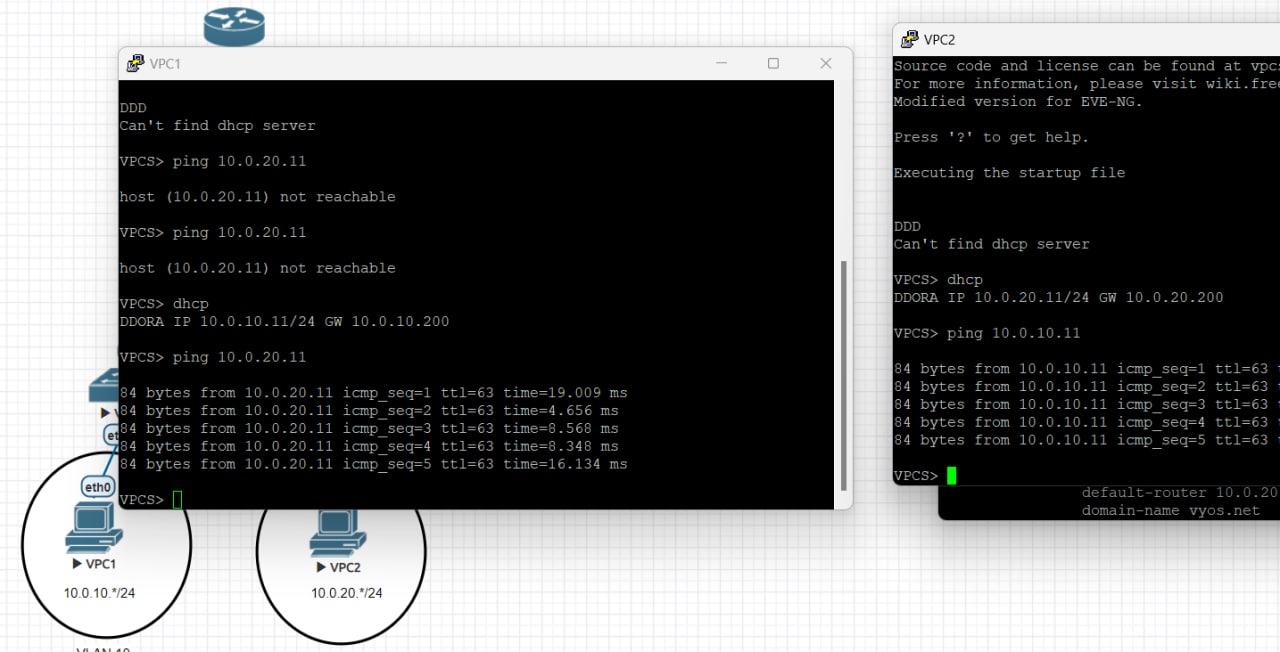 VPC1
DDD
Can't find dhcp server
VPCS> ping 10.0.20.11
host (10.0.20.11) not reachable
VPCS> ping 10.0.20.11
host (10.0.20.11) not reachable
VPCS> dhcp
DDORA IP 10.0.10.11/24 GW 10.0.10.200
VPCS> ping 10.0.20.11
84 bytes from 10.0.20.11 icmp_seq=1 ttl=63 time=19.009 ms
84 bytes from 10.0.20.11 icmp_seq=2 ttl=63 time=4.656 ms
84 bytes from 10.0.20.11 icmp_seq=3 ttl=63 time=8.568 ms
84 bytes from 10.0.20.11 icmp_seq=4 ttl=63 time=8.348 ms
84 bytes from 10.0.20.11 icmp_seq=5 ttl=63 time=16.134 ms
VPCS>
VPC2
Source code and license can be found at vpcs
For more information, please visit wiki.free
Modified version for EVE-NG.
Press '?' to get help.
Executing the startup file
DDD
Can't find dhcp server
VPCS> dhcp
DDORA IP 10.0.20.11/24 GW 10.0.20.200
VPCS> ping 10.0.10.11
84 bytes from 10.0.10.11 icmp_seq=1 ttl=63
84 bytes from 10.0.10.11 icmp_seq=2 ttl=63
84 bytes from 10.0.10.11 icmp_seq=3 ttl=63
84 bytes from 10.0.10.11 icmp_seq=4 ttl=63
84 bytes from 10.0.10.11 icmp_seq=5 ttl=63
VPCS>
default-router 10.0.20
domain-name vyos.net
et
eth0
VPC1
10.0.10.*/24
VPC2
10.0.20.*/24
VLAN 10